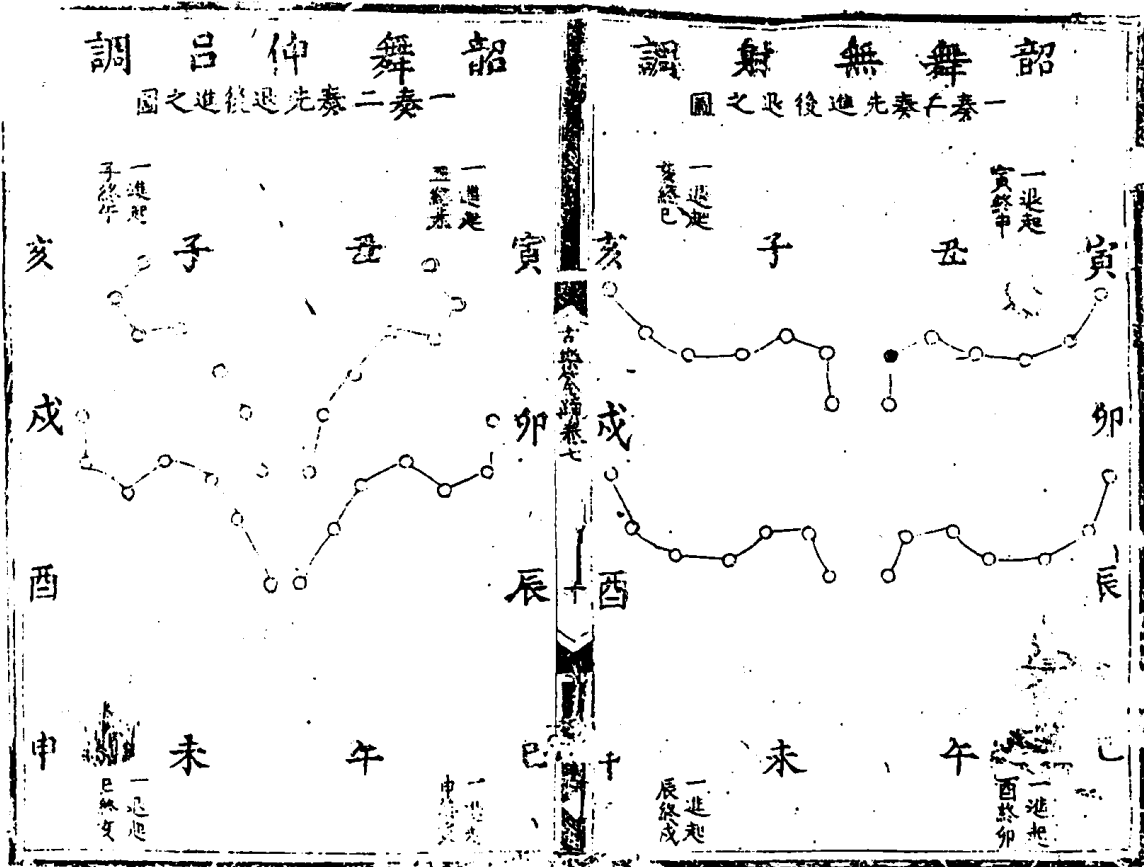 韶舞無射調
一奏二奏先進後退之圖
一退起
寅終申
一退起
亥終巳
寅 丑 子 亥
卯 戌
辰 酉
午 未
一進起
酉終卯
一進起
辰終戌
古樂筌蹄卷七
十
韶舞仲呂調
一奏二奏先退後進之圖
一進起
丑終未
一進起
子終午
寅 丑 子 亥
卯 戌
辰 酉
巳 午 未 申
一退起
巳終亥